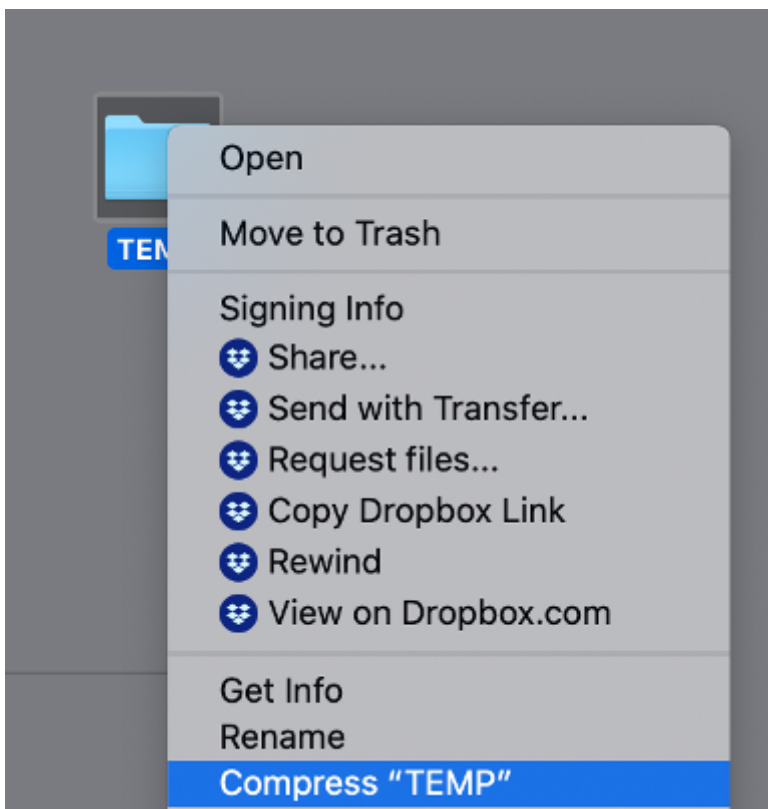 TEM
Open
Move to Trash
Signing Info
Share...
Send with Transfer...
Request files...
Copy Dropbox Link
Rewind
View on Dropbox.com
Get Info
Rename
Compress “TEMP”